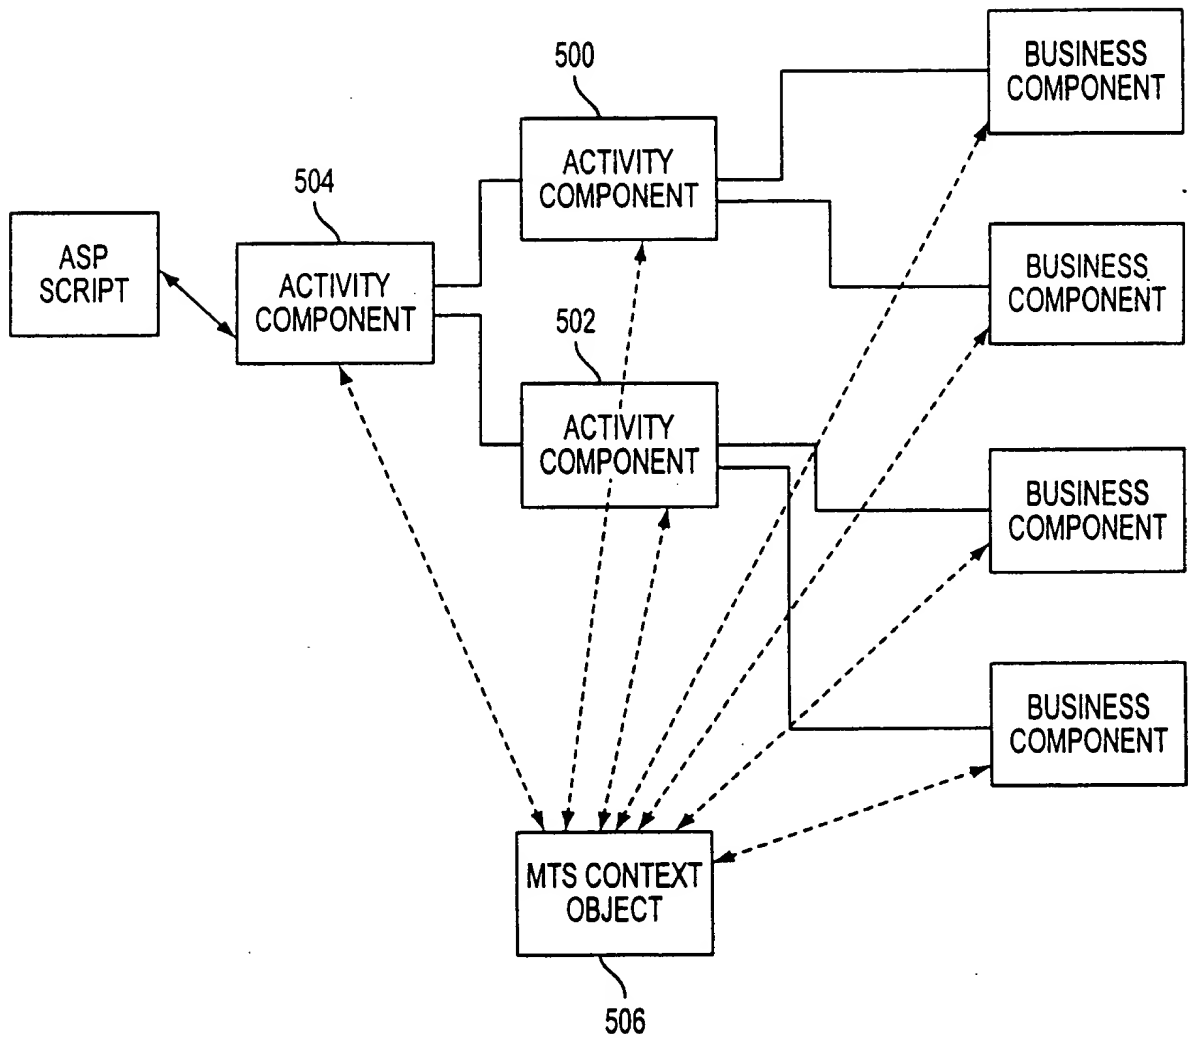 BUSINESS
COMPONENT
500
ACTIVITY
COMPONENT
504
ASP
SCRIPT
ACTIVITY
COMPONENT
BUSINESS
COMPONENT
502
ACTIVITY
COMPONENT
BUSINESS
COMPONENT
BUSINESS
COMPONENT
MTS CONTEXT
OBJECT
506